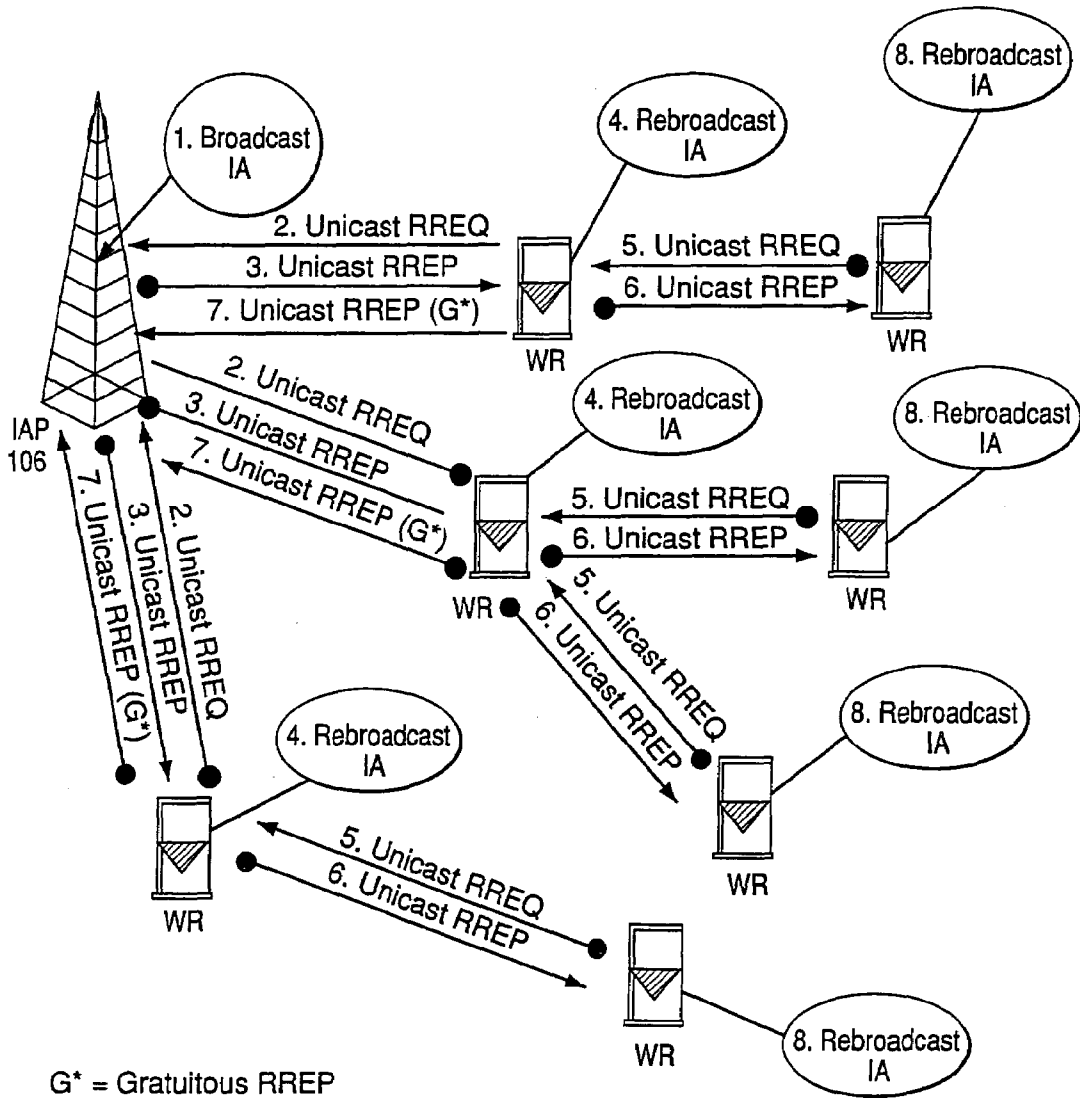 8. Rebroadcast
IA
1. Broadcast
IA
4. Rebroadcast
IA
2. Unicast RREQ
3. Unicast RREP
7. Unicast RREP (G*)
WR
5. Unicast RREQ
6. Unicast RREP
WR
IAP
106
2. Unicast RREQ
3. Unicast RREP
7. Unicast RREP (G*)
4. Rebroadcast
IA
8. Rebroadcast
IA
WR
5. Unicast RREQ
6. Unicast RREP
WR
5. Unicast RREQ
6. Unicast RREP
8. Rebroadcast
IA
WR
7. Unicast RREP (G*)
3. Unicast RREP
2. Unicast RREQ
4. Rebroadcast
IA
WR
5. Unicast RREQ
6. Unicast RREP
WR
8. Rebroadcast
IA
G* = Gratuitous RREP